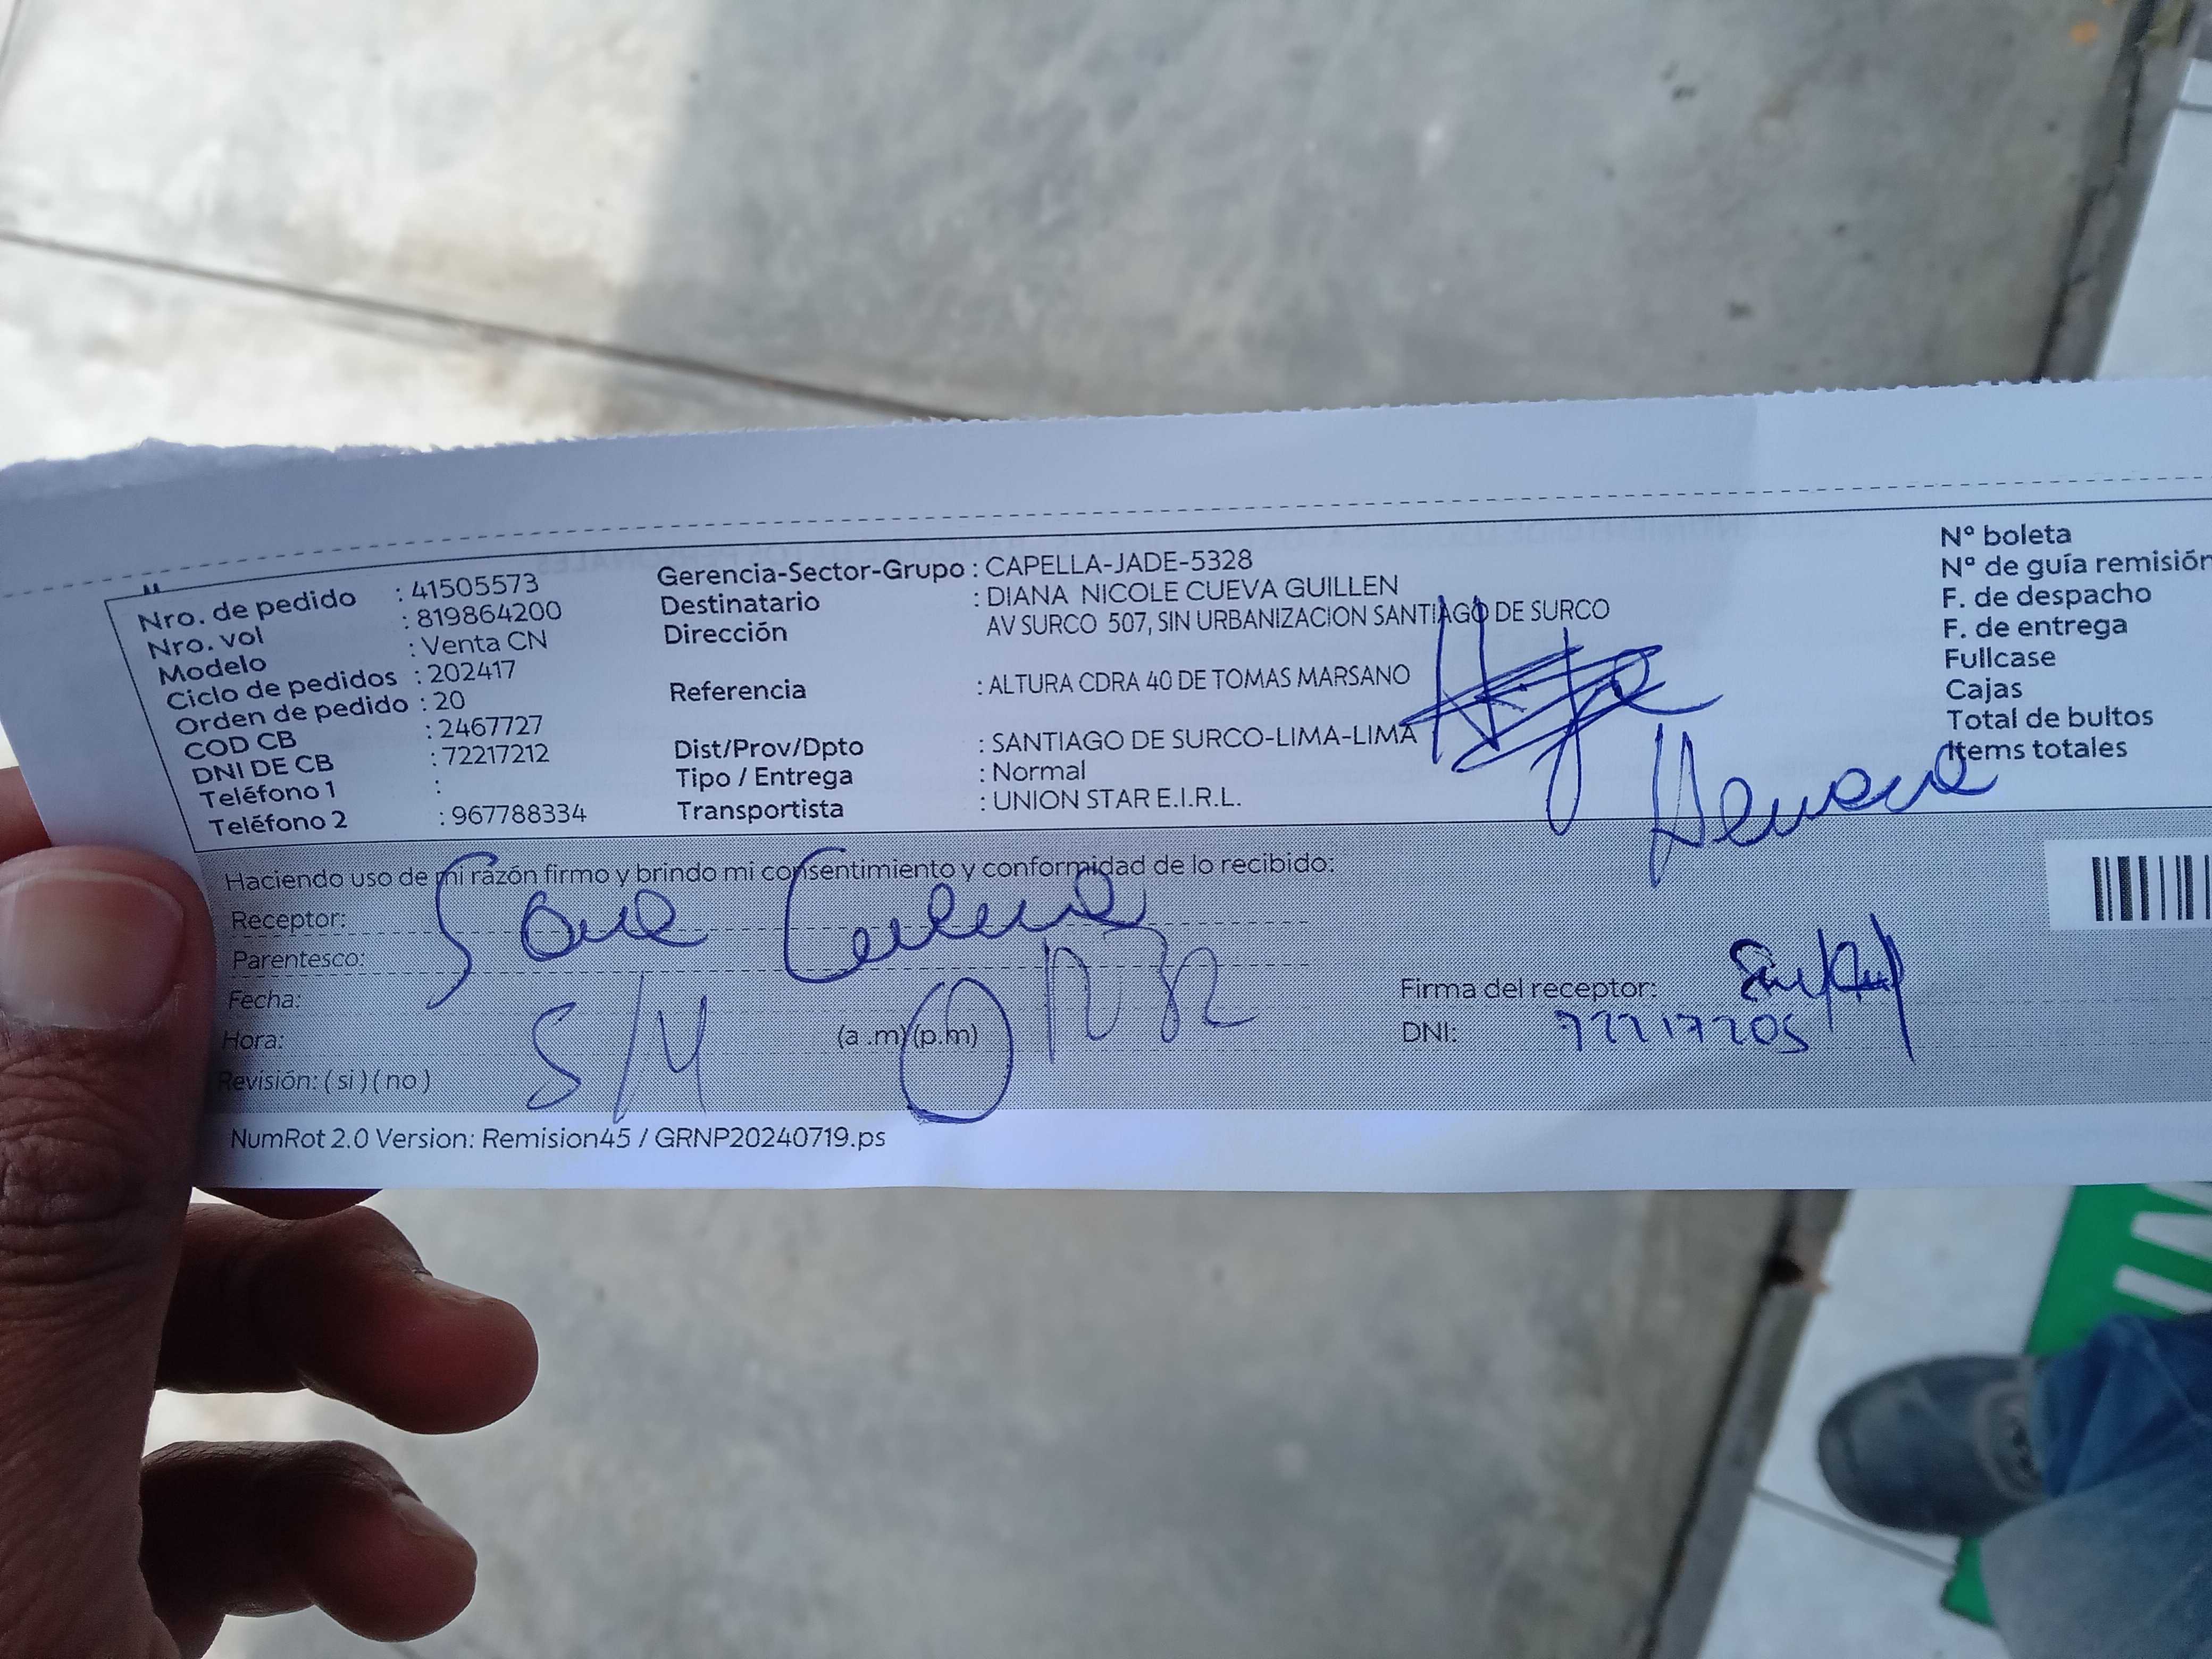 Nro. de pedido : 41505573
Nro. vol : 819864200
Modelo : Venta CN
Ciclo de pedidos : 202417
Orden de pedido : 20
COD CB : 2467727
DNI DE CB : 72217212
Teléfono 1 :
Teléfono 2 : 967788334
Gerencia-Sector-Grupo : CAPELLA-JADE-5328
Destinatario : DIANA NICOLE CUEVA GUILLEN
Dirección AV SURCO 507, SIN URBANIZACION SANTIAGO DE SURCO
Referencia : ALTURA CDRA 40 DE TOMAS MARSANO
Dist/Prov/Dpto : SANTIAGO DE SURCO-LIMA-LIMA
Tipo / Entrega : Normal
Transportista : UNION STAR E.I.R.L.
Nº boleta
Nº de guía remisión
F. de despacho
F. de entrega
Fullcase
Cajas
Total de bultos
Items totales
Haciendo uso de mi razón firmo y brindo mi consentimiento y conformidad de lo recibido:
Receptor:
Parentesco:
Fecha:
Hora: (a .m) (p.m)
Revisión: ( si ) ( no )
S/M
Firma del receptor:
DNI: 72217205
NumRot 2.0 Version: Remision45 / GRNP20240719.ps